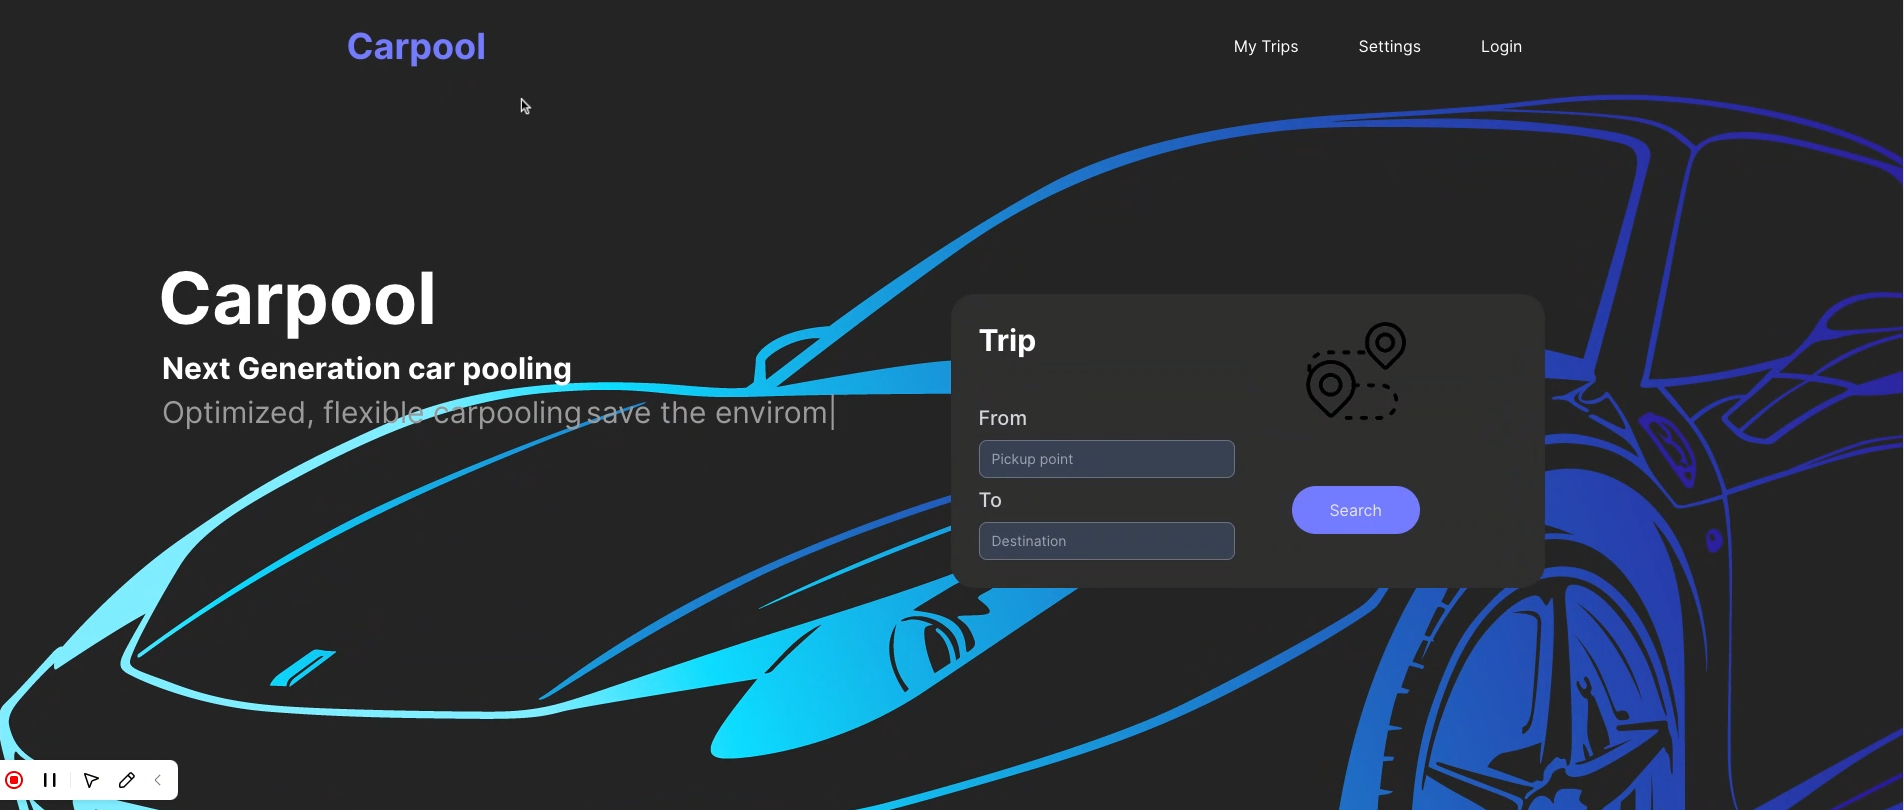 Carpool
My Trips
Settings
Login
Carpool
Next Generation car pooling
Optimized, flexible carpooling save the envirom|
Trip
From
Pickup point
To
Destination
Search